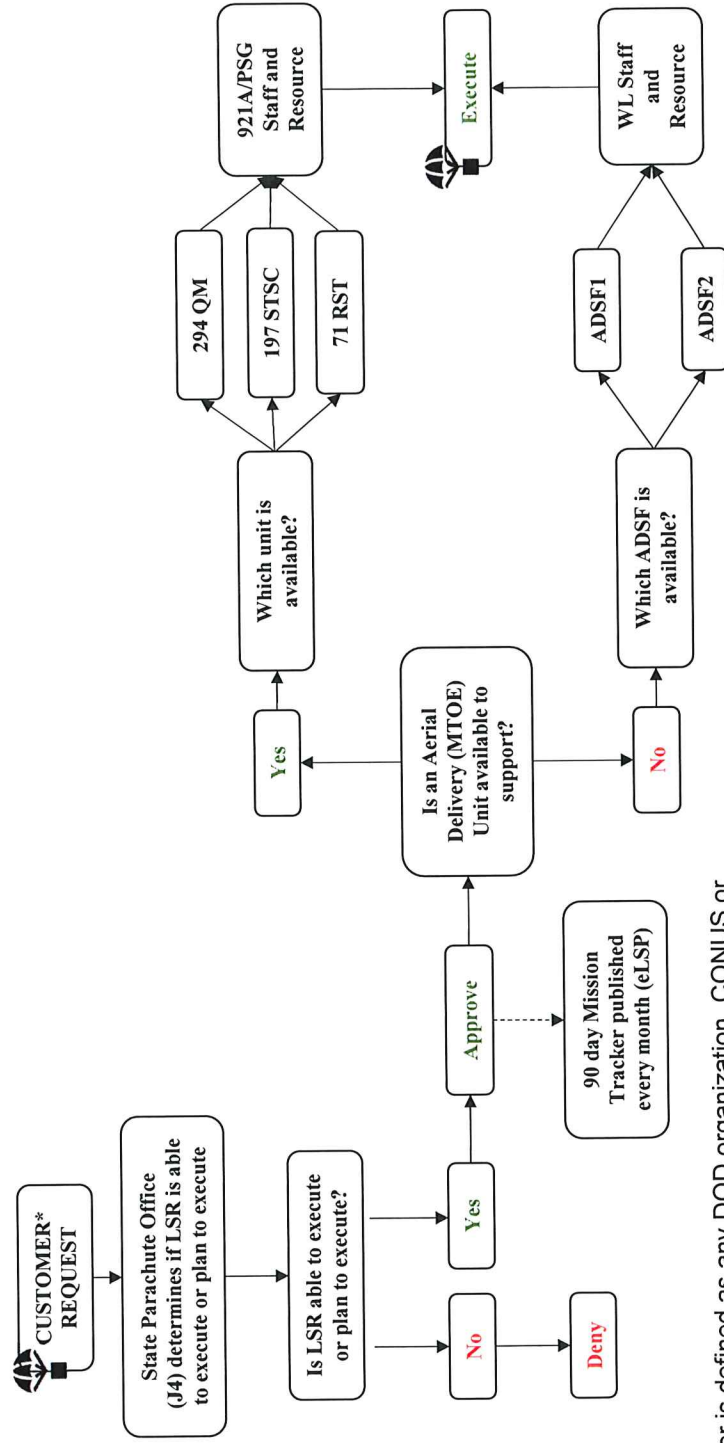 CUSTOMER*
REQUEST
State Parachute Office
(J4) determines if LSR is able
to execute or plan to execute
Is LSR able to execute
or plan to execute?
No
Deny
Yes
Approve
90 day Mission
Tracker published
every month (eLSP)
Is an Aerial
Delivery (MTOE)
Unit available to
support?
Yes
Which unit is
available?
294 QM
197 STSC
71 RST
921A/PSG
Staff and
Resource
Execute
No
Which ADSF is
available?
ADSF1
ADSF2
WL Staff
and
Resource
er is defined as any DOD organization, CONUS or